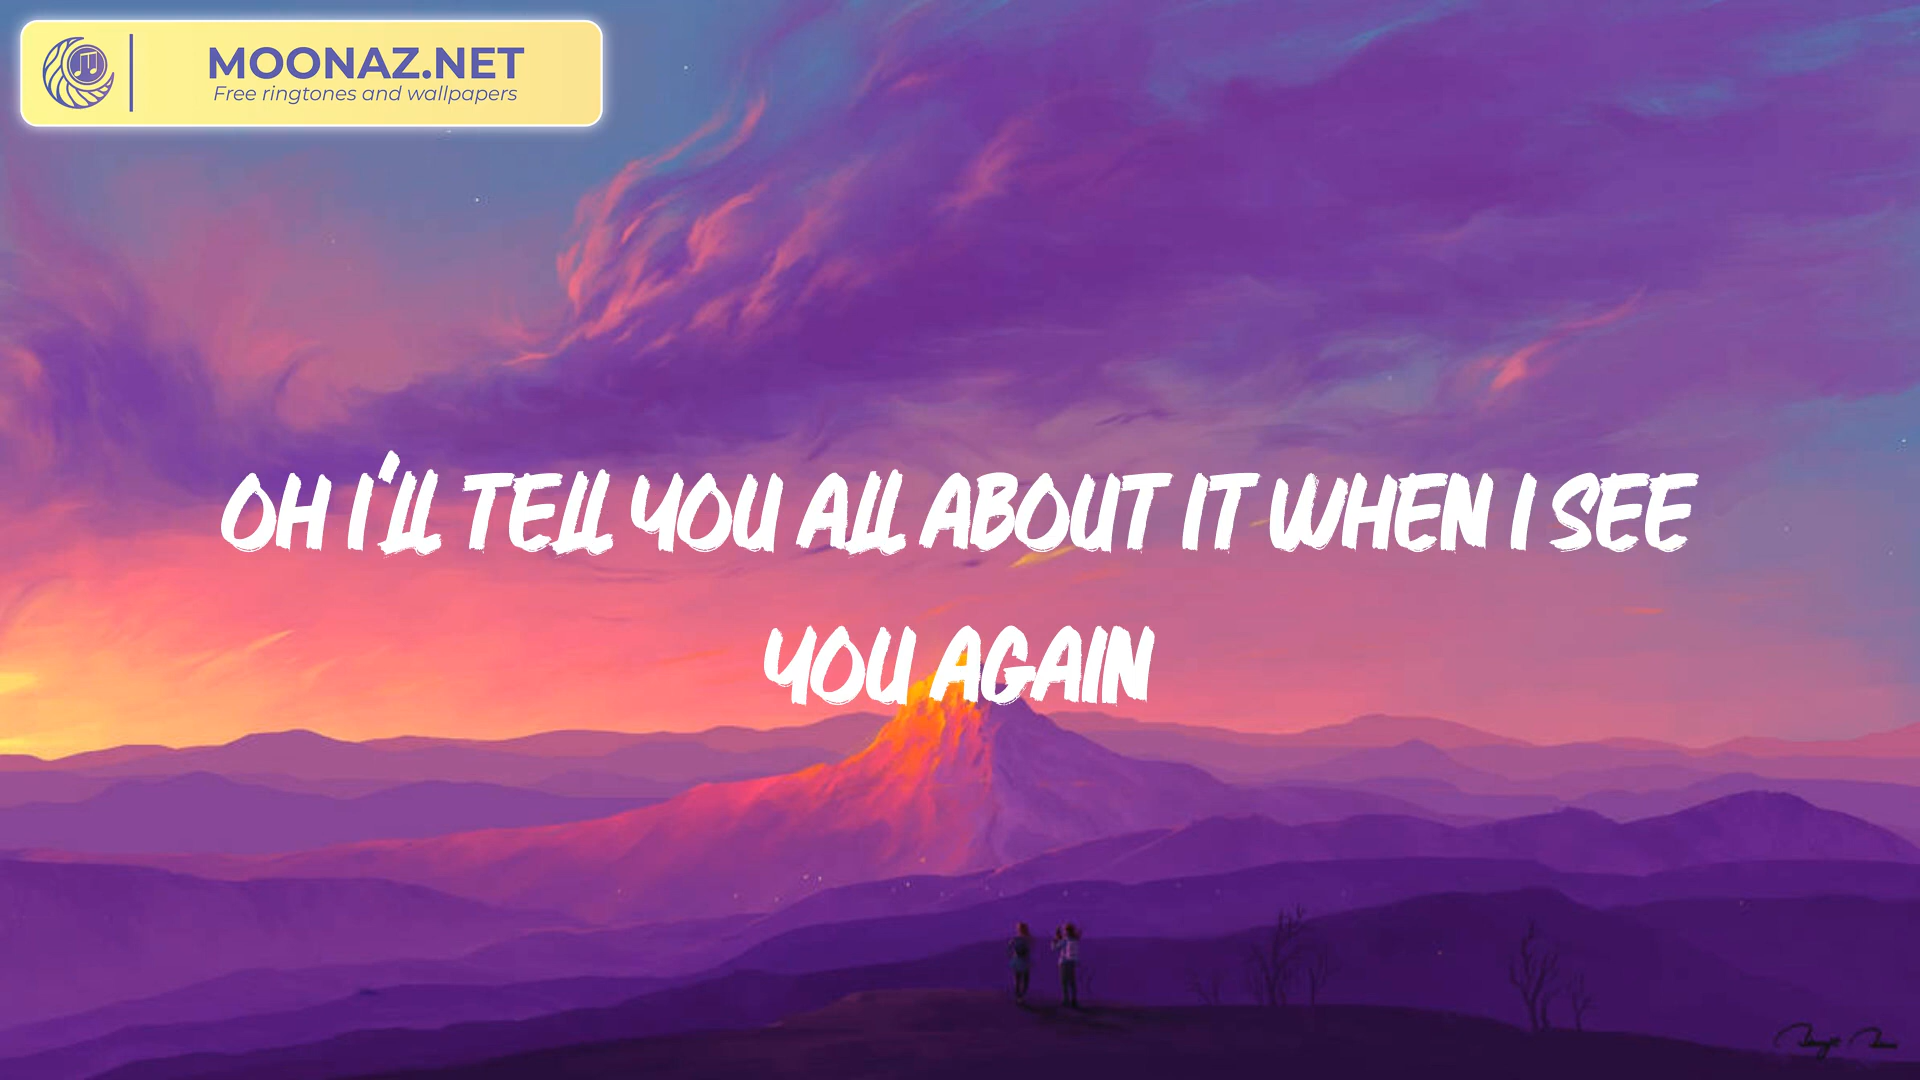 MOONAZ.NET
Free ringtones and wallpapers
OH I'LL TELL YOU ALL ABOUT IT WHEN I SEE
YOU AGAIN